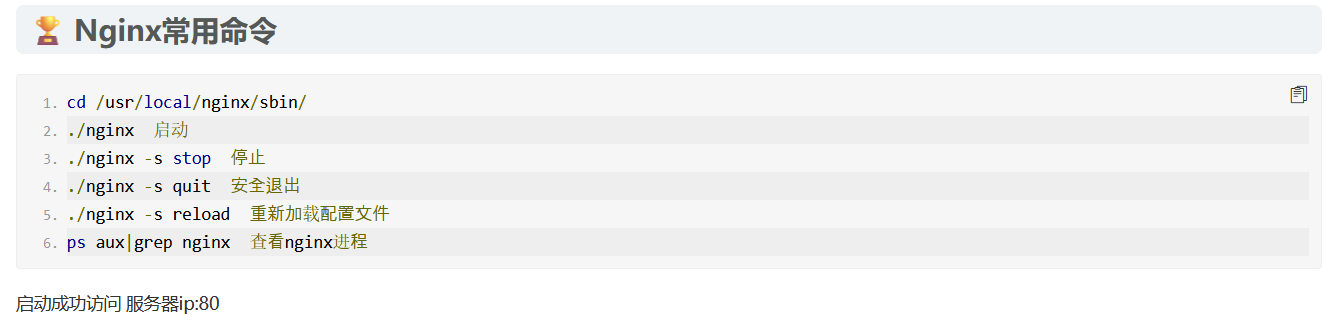 🏆 Nginx常用命令
1. cd /usr/local/nginx/sbin/
2. ./nginx  启动
3. ./nginx -s stop  停止
4. ./nginx -s quit  安全退出
5. ./nginx -s reload  重新加载配置文件
6. ps aux|grep nginx  查看nginx进程
启动成功访问 服务器ip:80